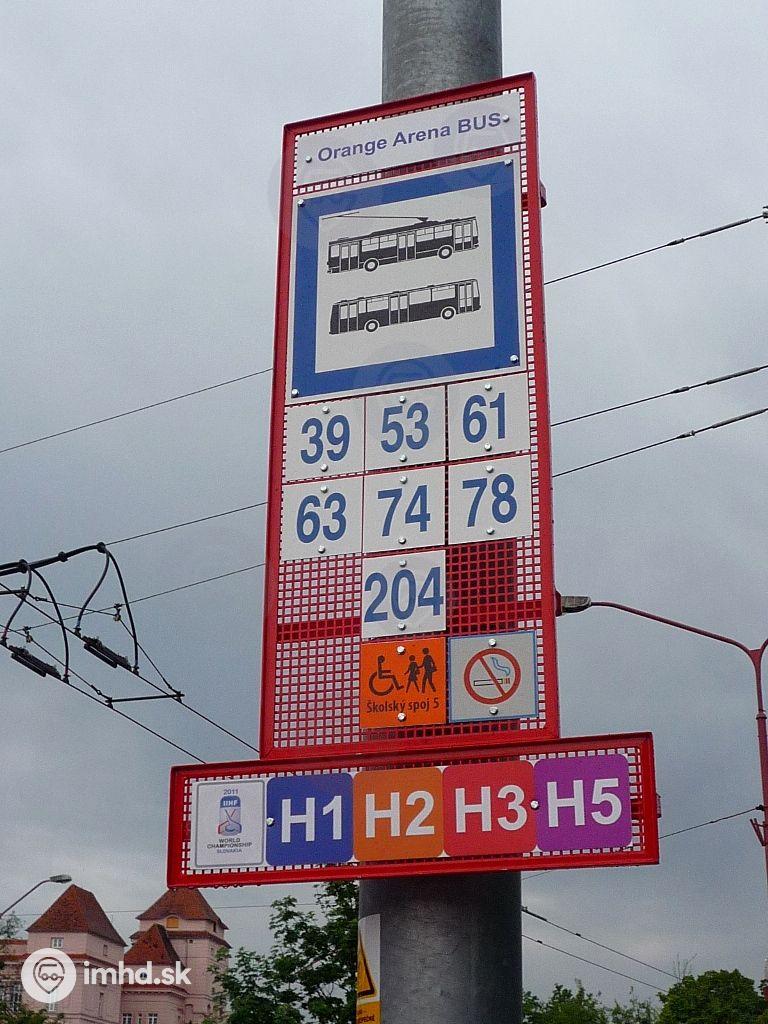 Orange Arena BUS
39 53 61
63 74 78
204
Školský spoj 5
2011
IIHF
WORLD
CHAMPIONSHIP
SLOVAKIA
H1 H2 H3 H5
imhd.sk